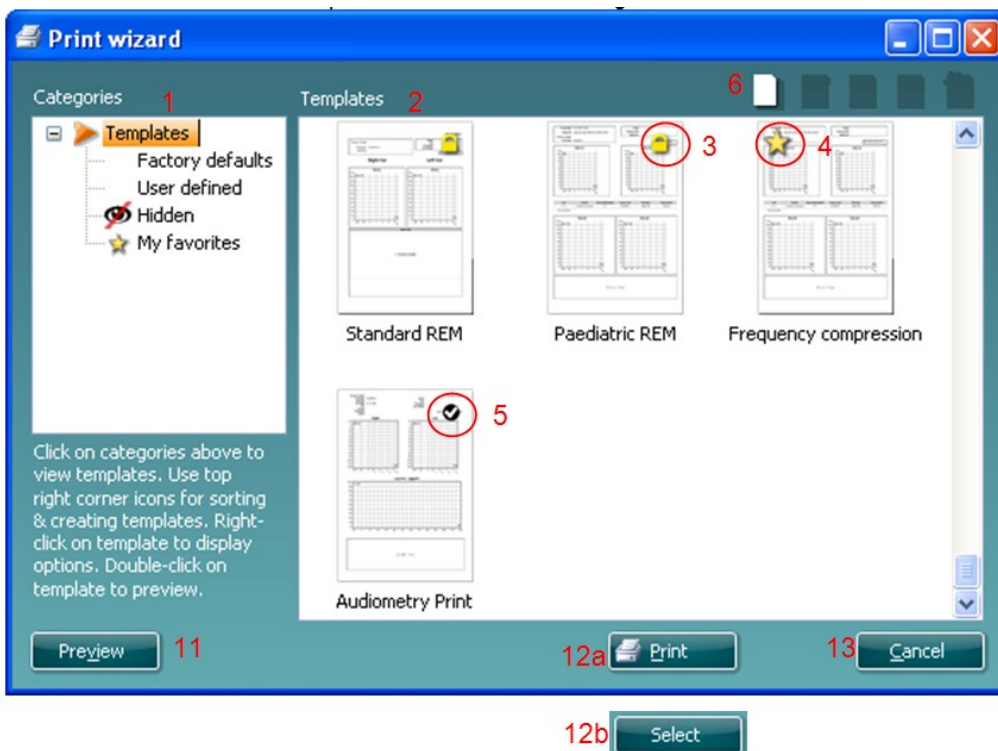 Print wizard
Categories 1
Templates 2
6
Templates
Factory defaults
User defined
Hidden
My favorites
3
4
Standard REM
Paediatric REM
Frequency compression
5
Audiometry Print
Click on categories above to
view templates. Use top
right corner icons for sorting
& creating templates. Right-
click on template to display
options. Double-click on
template to preview.
Preview 11
12a Print
13 Cancel
12b Select